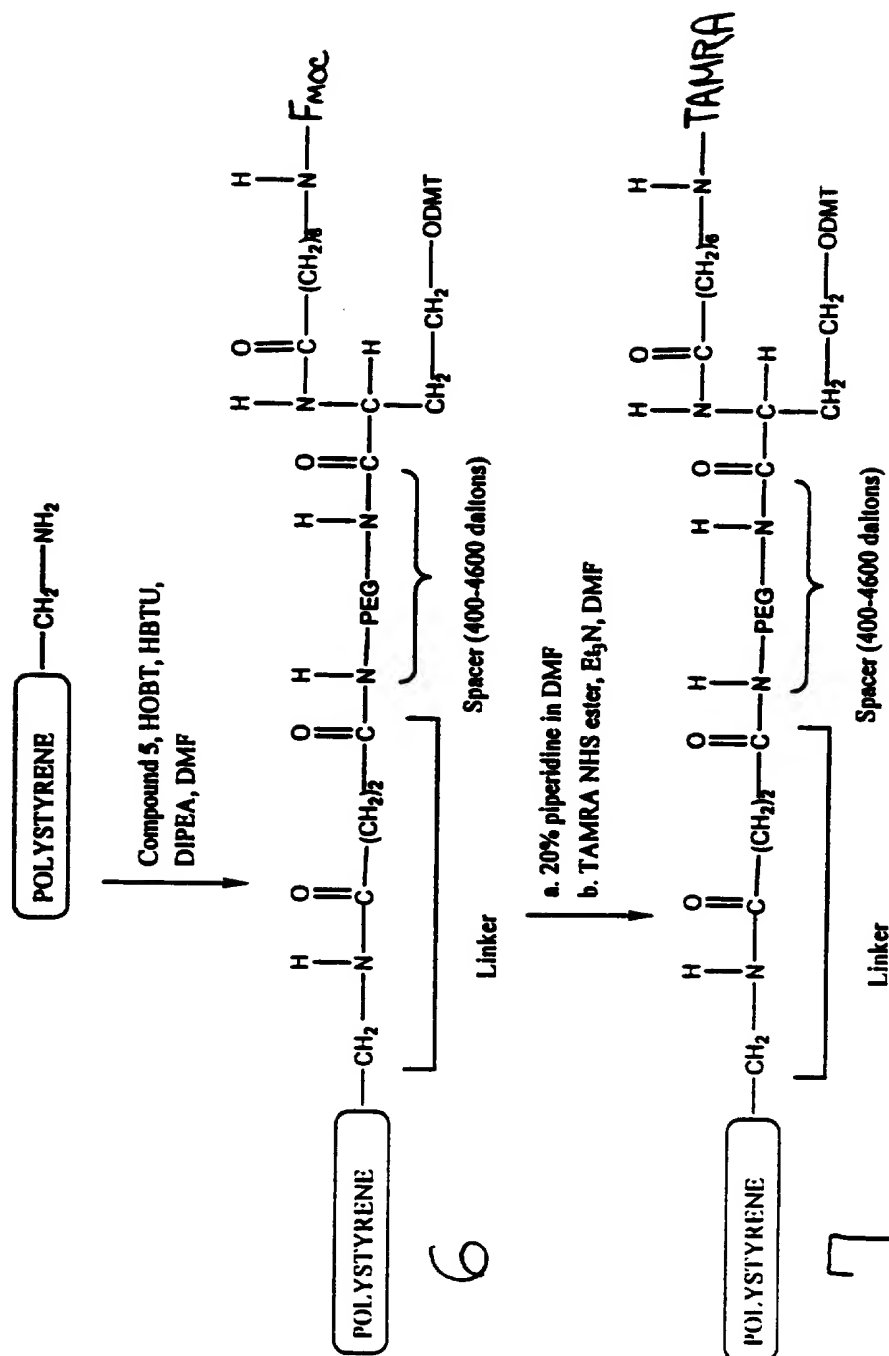 POLYSTYRENE—CH₂—NH₂
Compound 5, HOBT, HBTU,
DIPEA, DMF
H O H O H O H O H
POLYSTYRENE—CH₂—N—C—(CH₂)₂—C—N—PEG—N—C—C—H N—C—(CH₂)₆—N—FMOC
CH₂—CH₂—ODMT
Linker
Spacer (400-4600 daltons)
6
a. 20% piperidine in DMF
b. TAMRA NHS ester, Et₃N, DMF
H O H O H O H O H
POLYSTYRENE—CH₂—N—C—(CH₂)₂—C—N—PEG—N—C—C—H N—C—(CH₂)₆—N—TAMRA
CH₂—CH₂—ODMT
Linker
Spacer (400-4600 daltons)
7